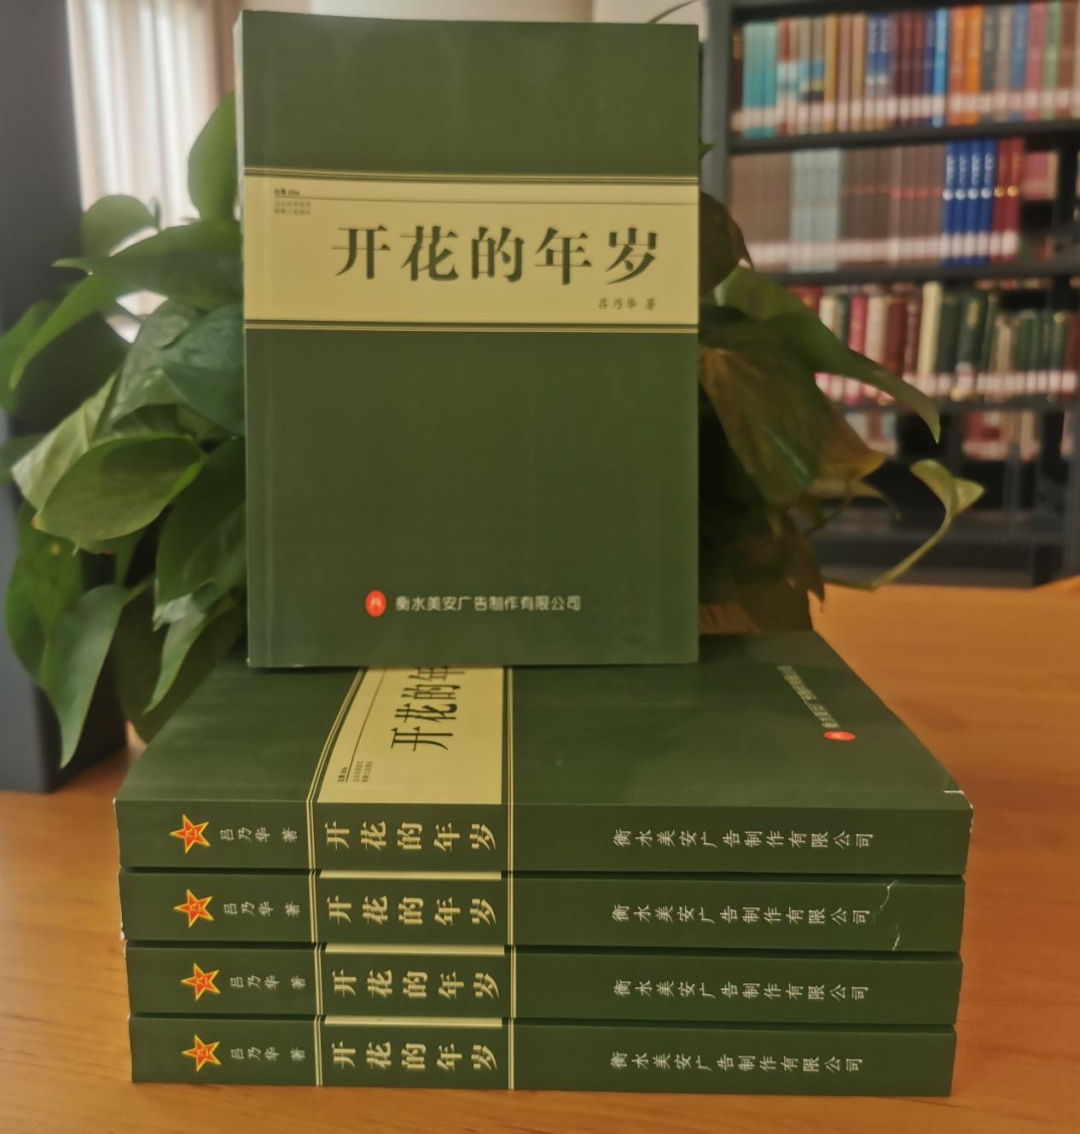 开花的年岁
吕乃华 著
衡水美安广告制作有限公司
开花的年
吕乃华 著 开花的年岁 衡水美安广告制作有限公司
吕乃华 著 开花的年岁 衡水美安广告制作有限公司
吕乃华 著 开花的年岁 衡水美安广告制作有限公司
吕乃华 著 开花的年岁 衡水美安广告制作有限公司